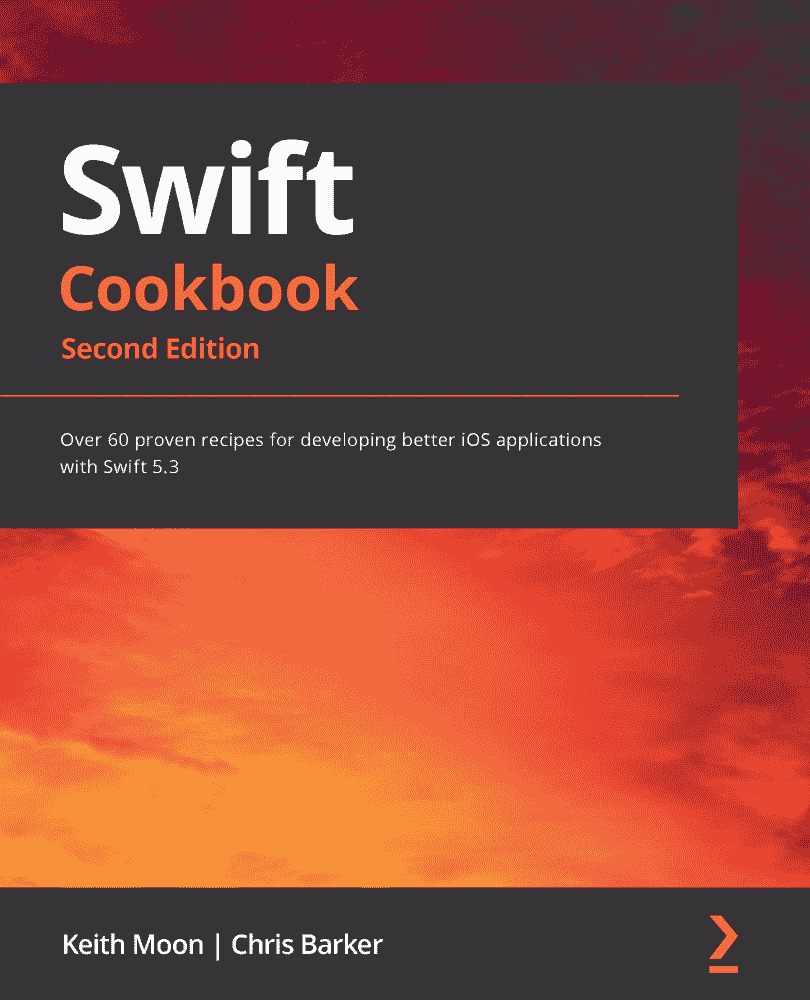 Swift
Cookbook
Second Edition
Over 60 proven recipes for developing better iOS applications
with Swift 5.3
Keith Moon | Chris Barker